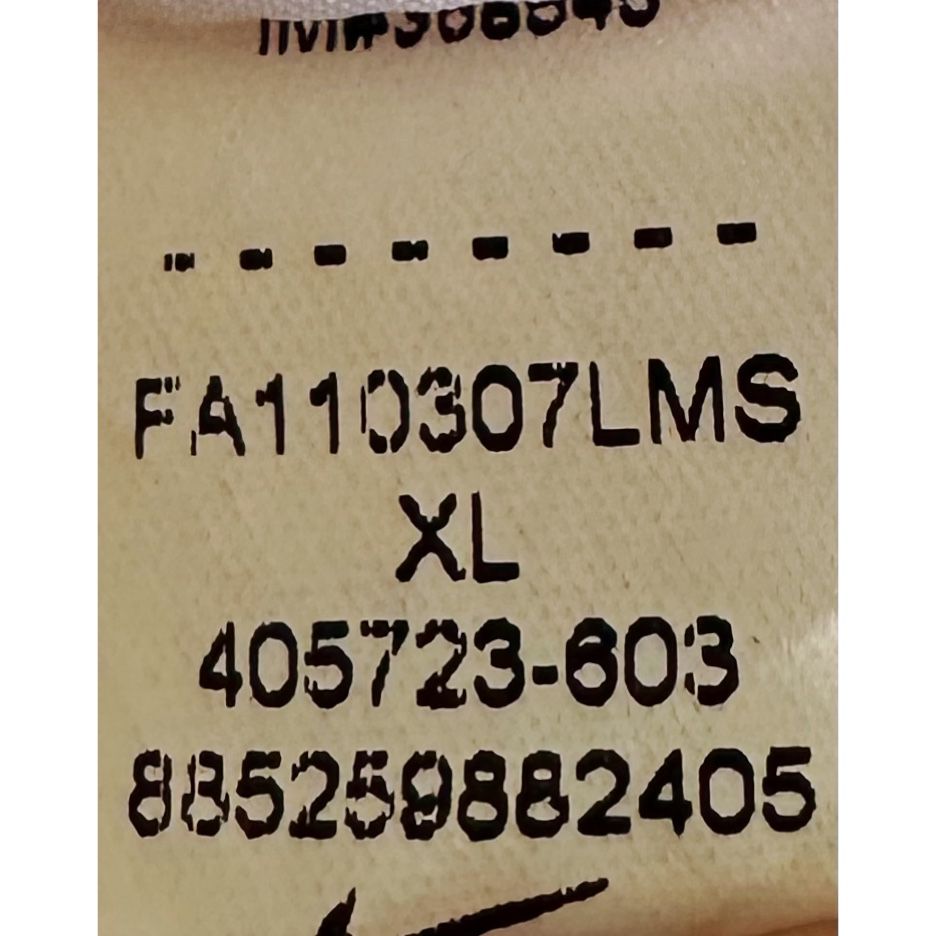 - - - - - - - -
FA110307LMS
XL
405723-603
885259882405